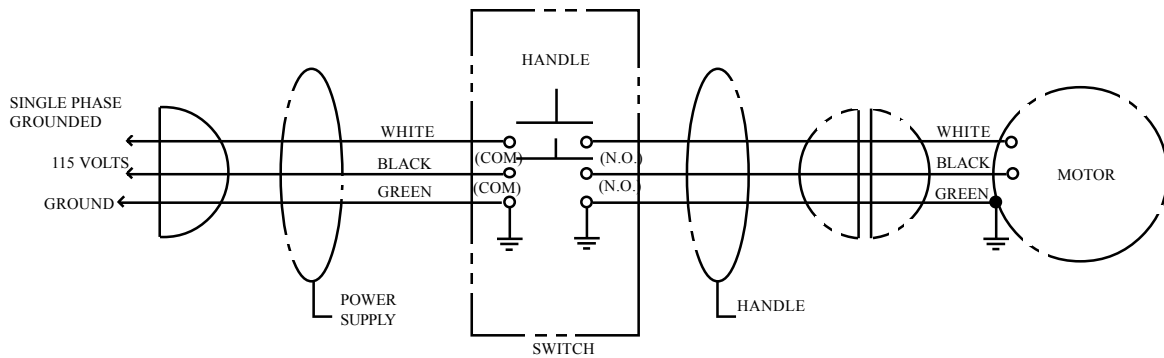 HANDLE
SINGLE PHASE
GROUNDED
WHITE
WHITE
115 VOLTS
BLACK
(COM)
(N.O.)
BLACK
MOTOR
GROUND
GREEN
(COM)
(N.O.)
GREEN
POWER
SUPPLY
HANDLE
SWITCH